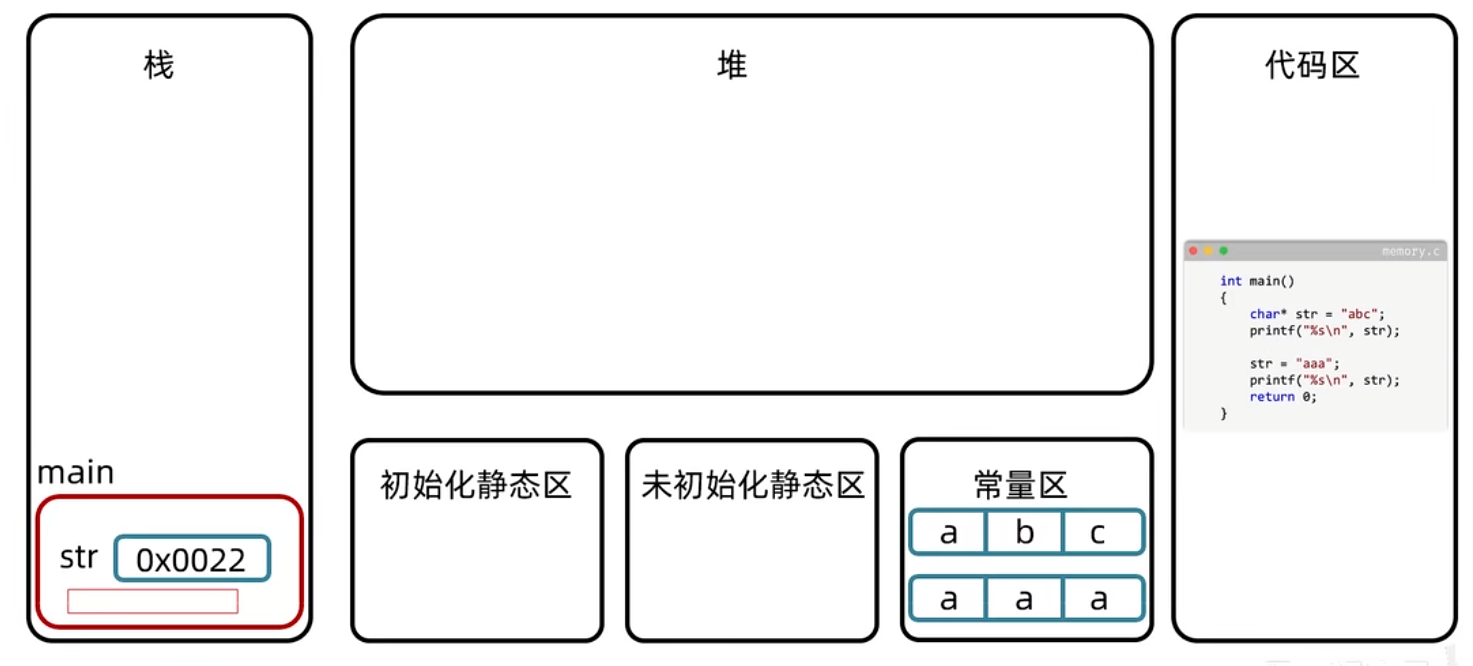 栈
堆
代码区
memory.c
int main()
{
char* str = "abc";
printf("%s\n", str);
str = "aaa";
printf("%s\n", str);
return 0;
}
main
str 0x0022
初始化静态区
未初始化静态区
常量区
a b c
a a a